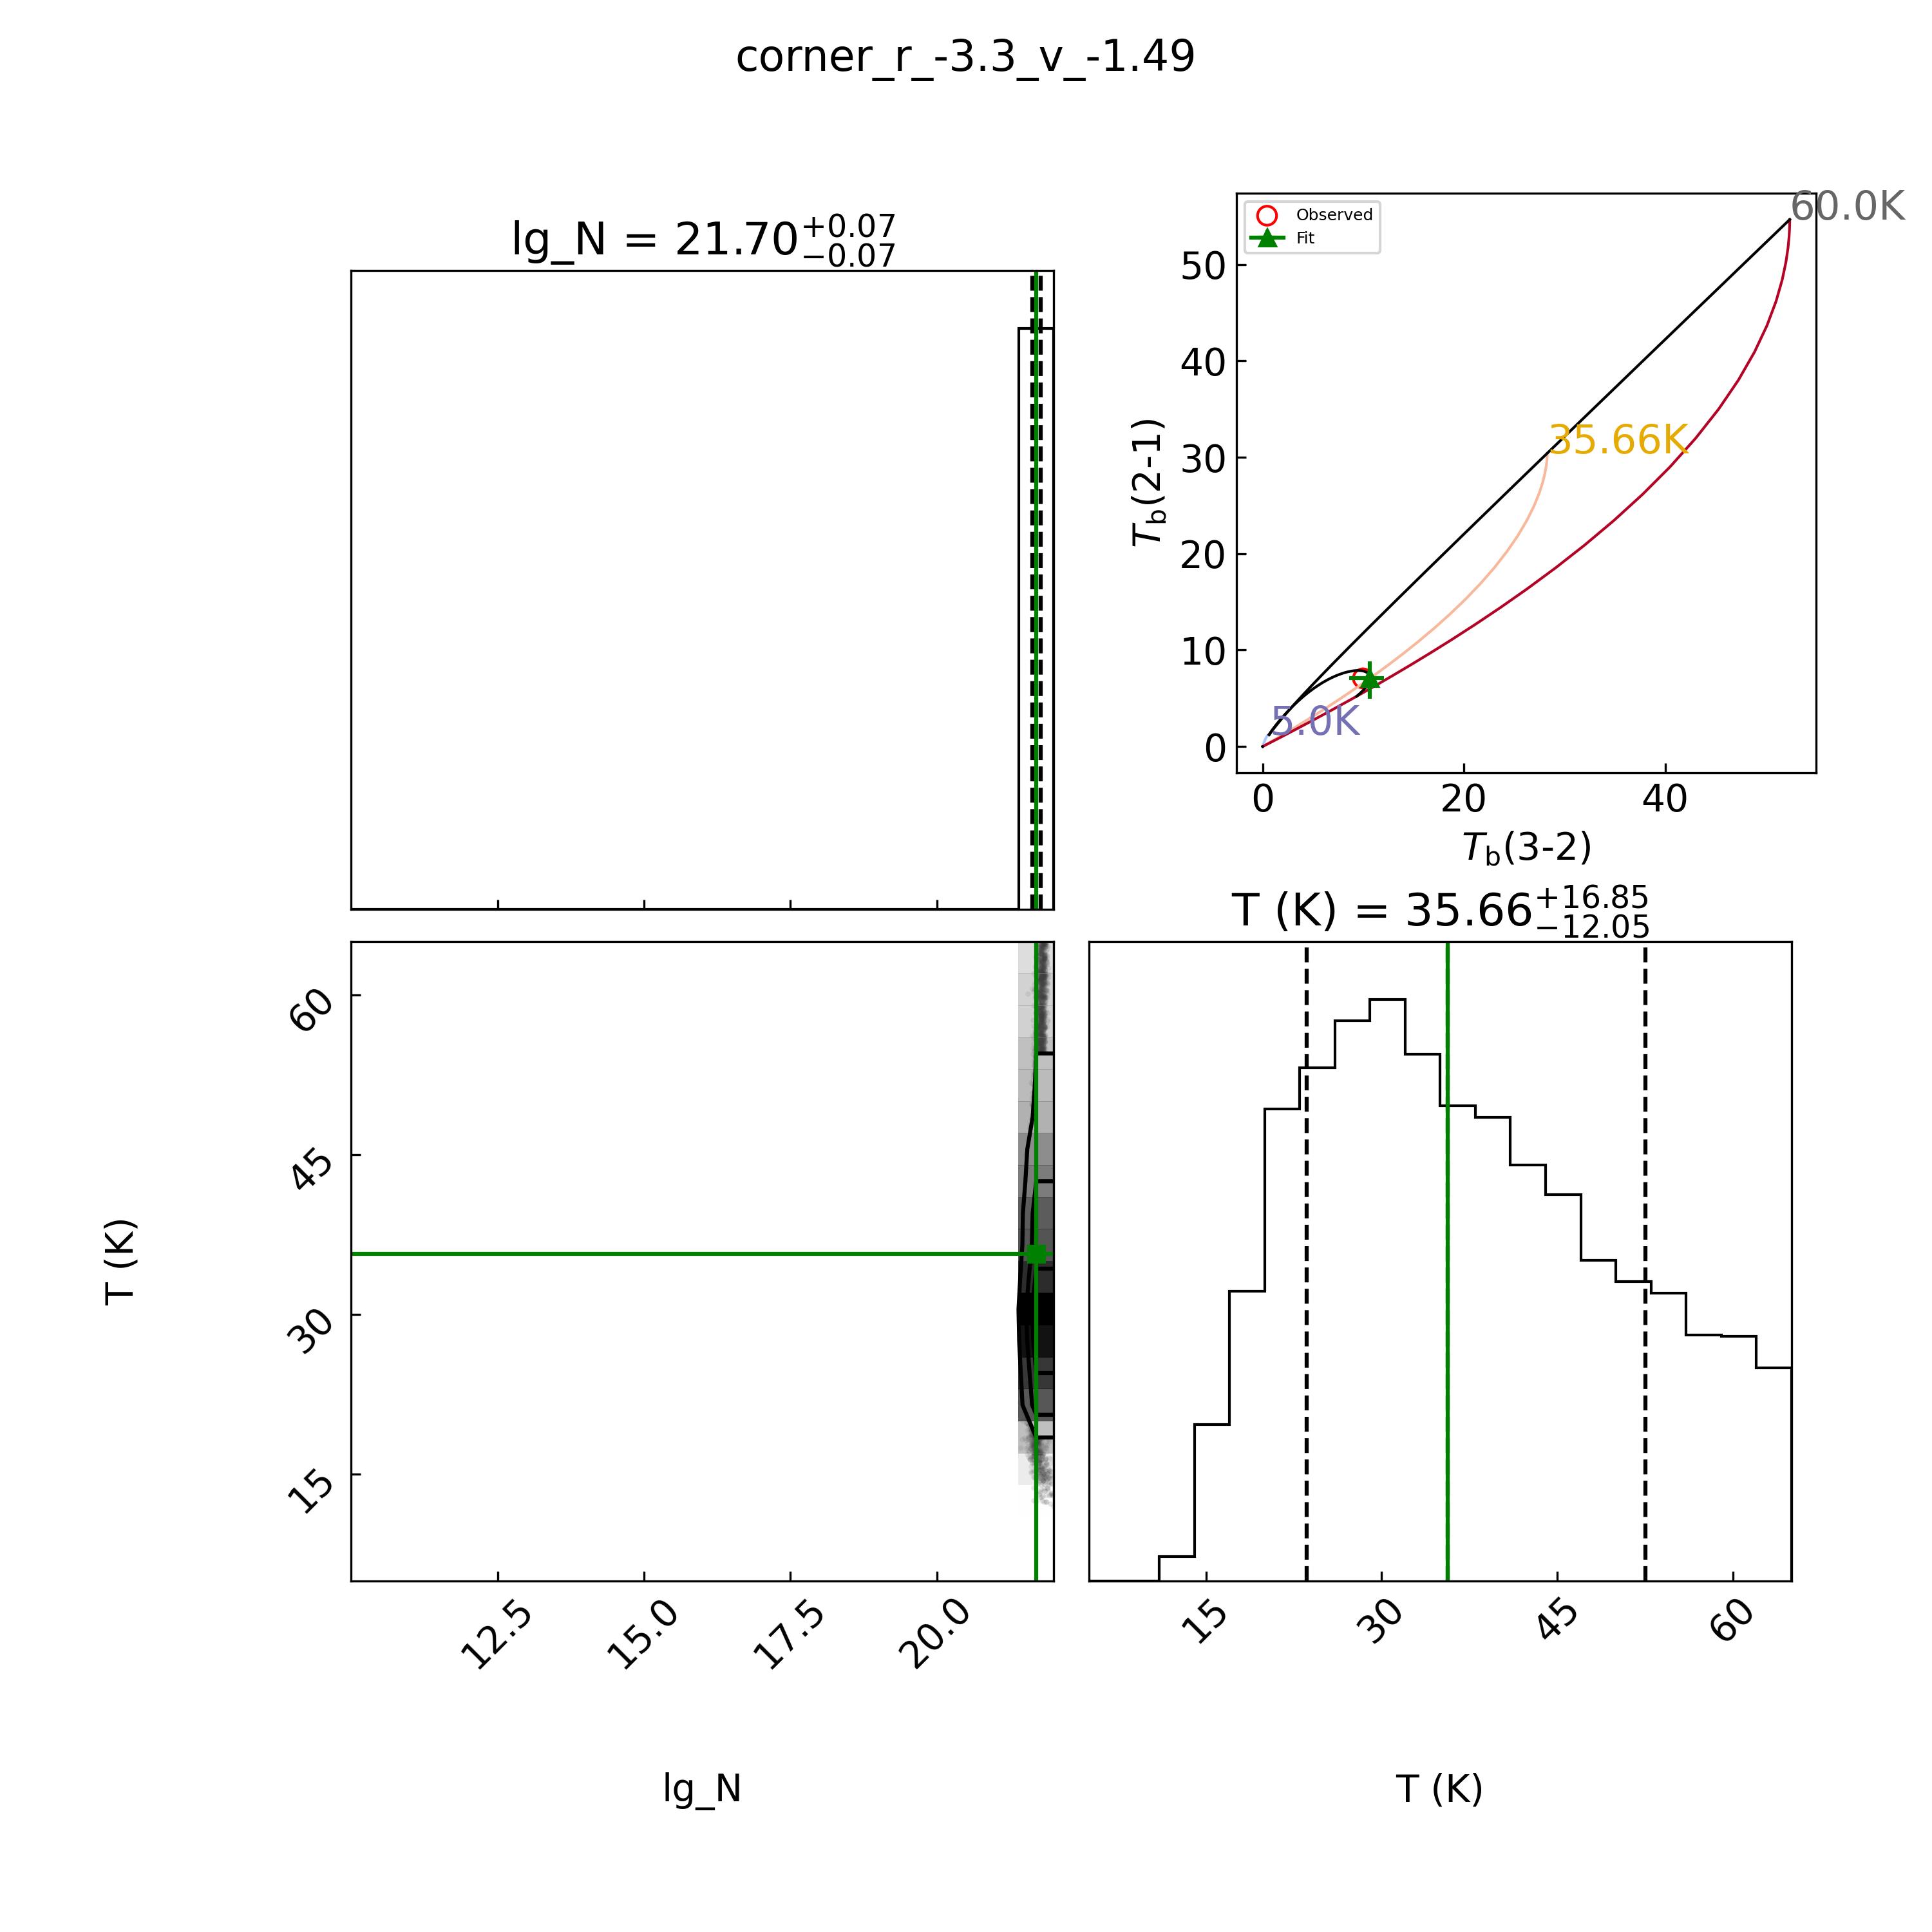 corner_r_-3.3_v_-1.49
lg_N = 21.70+0.07−0.07
60.0K
Observed
Fit
50
40
35.66K
30
20
10
5.0K
0
Tb(2-1)
0 20 40
Tb(3-2)
T (K) = 35.66+16.85−12.05
60
45
30
15
T (K)
12.5 15.0 17.5 20.0
lg_N
15 30 45 60
T (K)